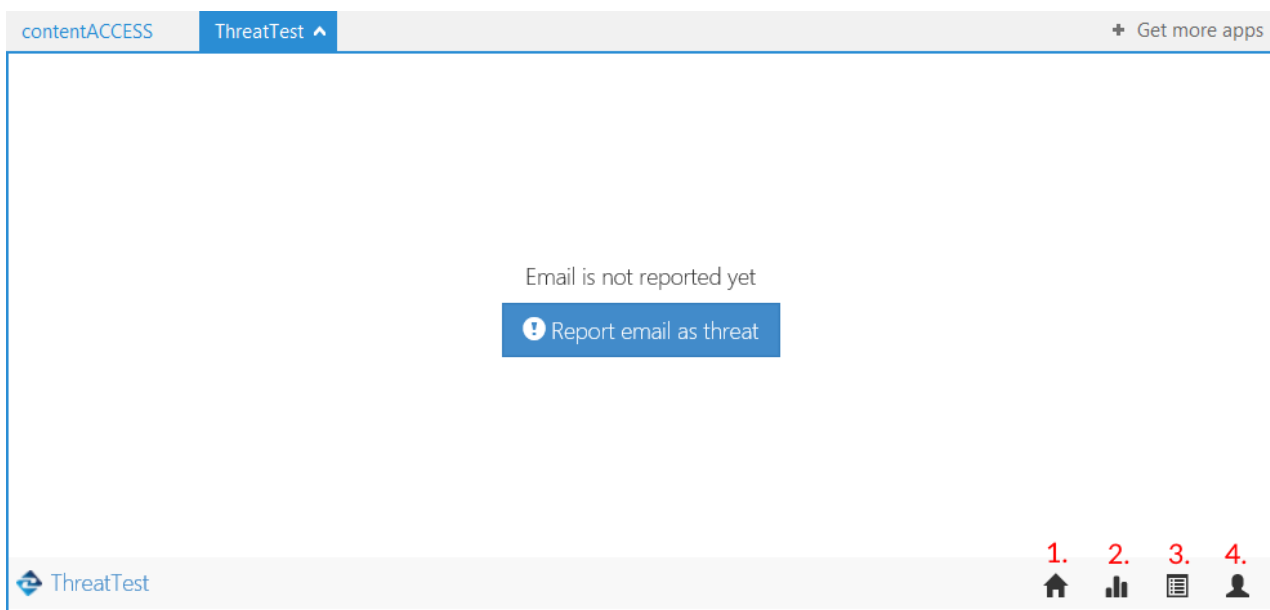 contentACCESS ThreatTest + Get more apps
Email is not reported yet
Report email as threat
1. 2. 3. 4.
ThreatTest